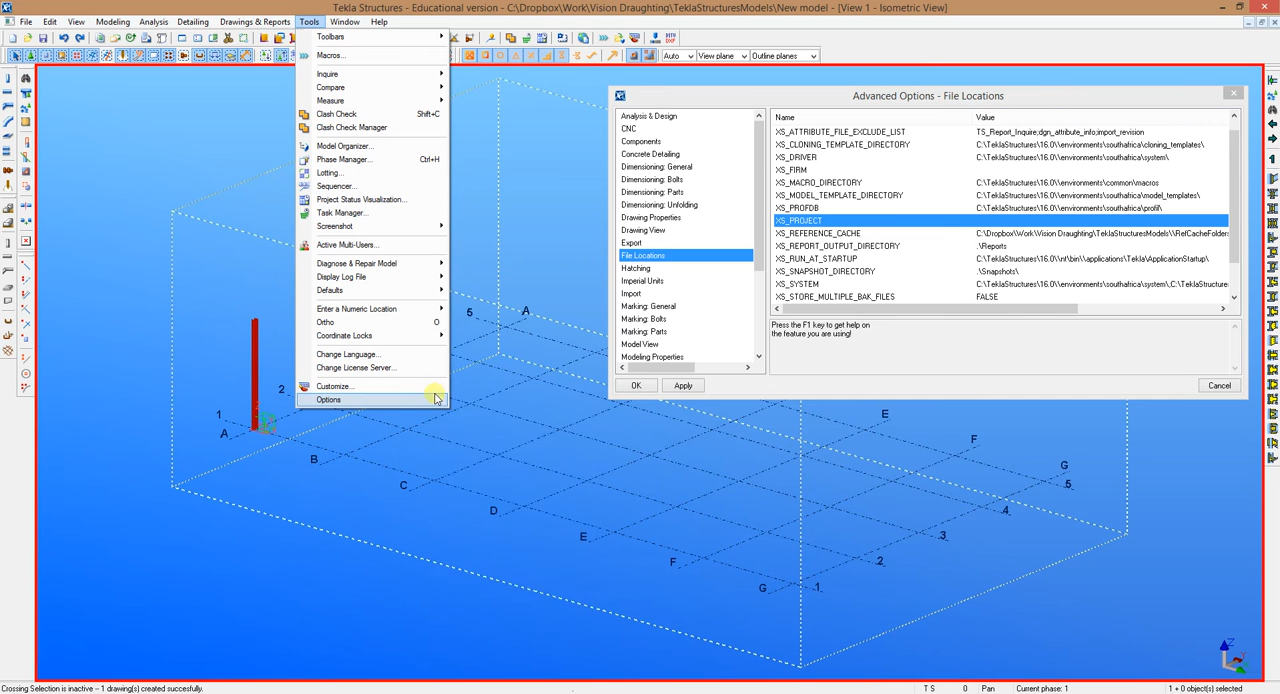 Tekla Structures - Educational version - C:\Dropbox\Work\Vision Draughting\TeklaStructuresModels\New model - [View 1 - Isometric View]
File Edit View Modeling Analysis Detailing Drawings & Reports Tools Window Help
Auto View plane Outline planes
Toolbars
Macros...
Inquire
Compare
Measure
Clash Check Shift+C
Clash Check Manager
Model Organizer...
Phase Manager... Ctrl+H
Lotting...
Sequencer...
Project Status Visualization...
Task Manager...
Screenshot
Active Multi-Users...
Diagnose & Repair Model
Display Log File
Defaults
Enter a Numeric Location
Ortho O
Coordinate Locks
Change Language...
Change License Server...
Customize...
Options
Advanced Options - File Locations
Analysis & Design
CNC
Components
Concrete Detailing
Dimensioning: General
Dimensioning: Bolts
Dimensioning: Parts
Dimensioning: Unfolding
Drawing Properties
Drawing View
Export
File Locations
Hatching
Imperial Units
Import
Marking: General
Marking: Bolts
Marking: Parts
Model View
Modeling Properties
Name Value
XS_ATTRIBUTE_FILE_EXCLUDE_LIST TS_Report_Inquire;dgn_attribute_info;import_revision
XS_CLONING_TEMPLATE_DIRECTORY C:\TeklaStructures\16.0\\environments\southafrica\cloning_templates\
XS_DRIVER C:\TeklaStructures\16.0\\environments\southafrica\system\
XS_FIRM
XS_MACRO_DIRECTORY C:\TeklaStructures\16.0\\environments\common\macros
XS_MODEL_TEMPLATE_DIRECTORY C:\TeklaStructures\16.0\\environments\southafrica\model_templates\
XS_PROFDB C:\TeklaStructures\16.0\\environments\southafrica\profil\
XS_PROJECT
XS_REFERENCE_CACHE C:\Dropbox\Work\Vision Draughting\TeklaStructuresModels\\RefCacheFolders
XS_REPORT_OUTPUT_DIRECTORY .\Reports
XS_RUN_AT_STARTUP C:\TeklaStructures\16.0\\nt\bin\\applications\Tekla\ApplicationStartup\
XS_SNAPSHOT_DIRECTORY .\Snapshots\
XS_SYSTEM C:\TeklaStructures\16.0\\environments\southafrica\system\,C:\TeklaStructures
XS_STORE_MULTIPLE_BAK_FILES FALSE
Press the F1 key to get help on
the feature you are using!
OK Apply Cancel
5 A
2
1
A
B
C
D
E
F
G
E
F
G
5
4
3
2
1
Z
Crossing Selection is inactive -- 1 drawing(s) created succesfully. T S 0 Pan Current phase: 1 1 + 0 object(s) selected